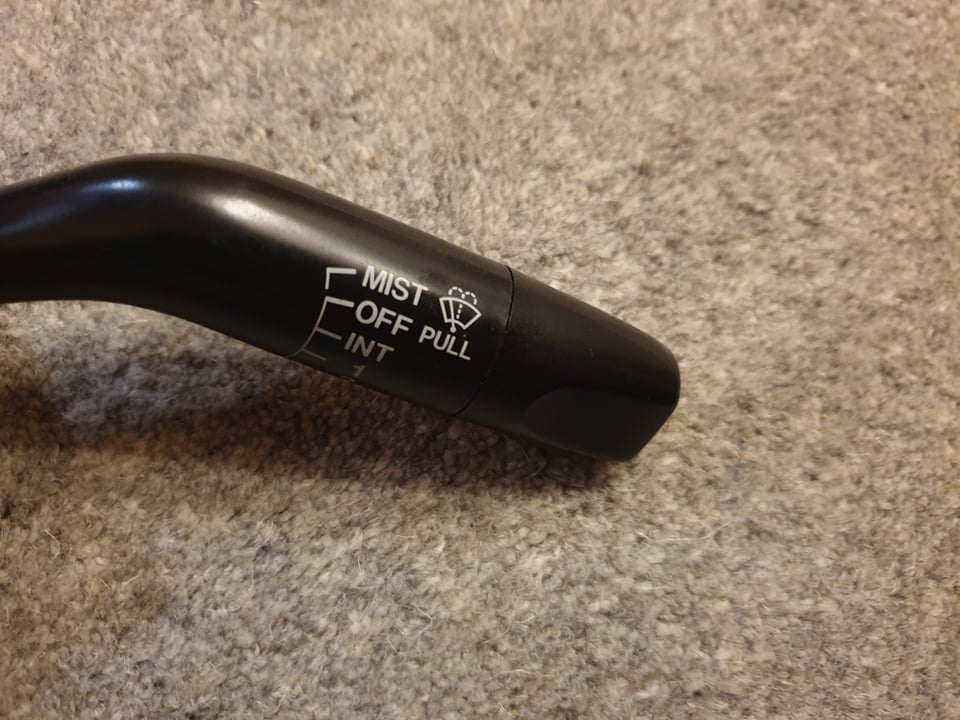 MIST
OFF
PULL
INT
1